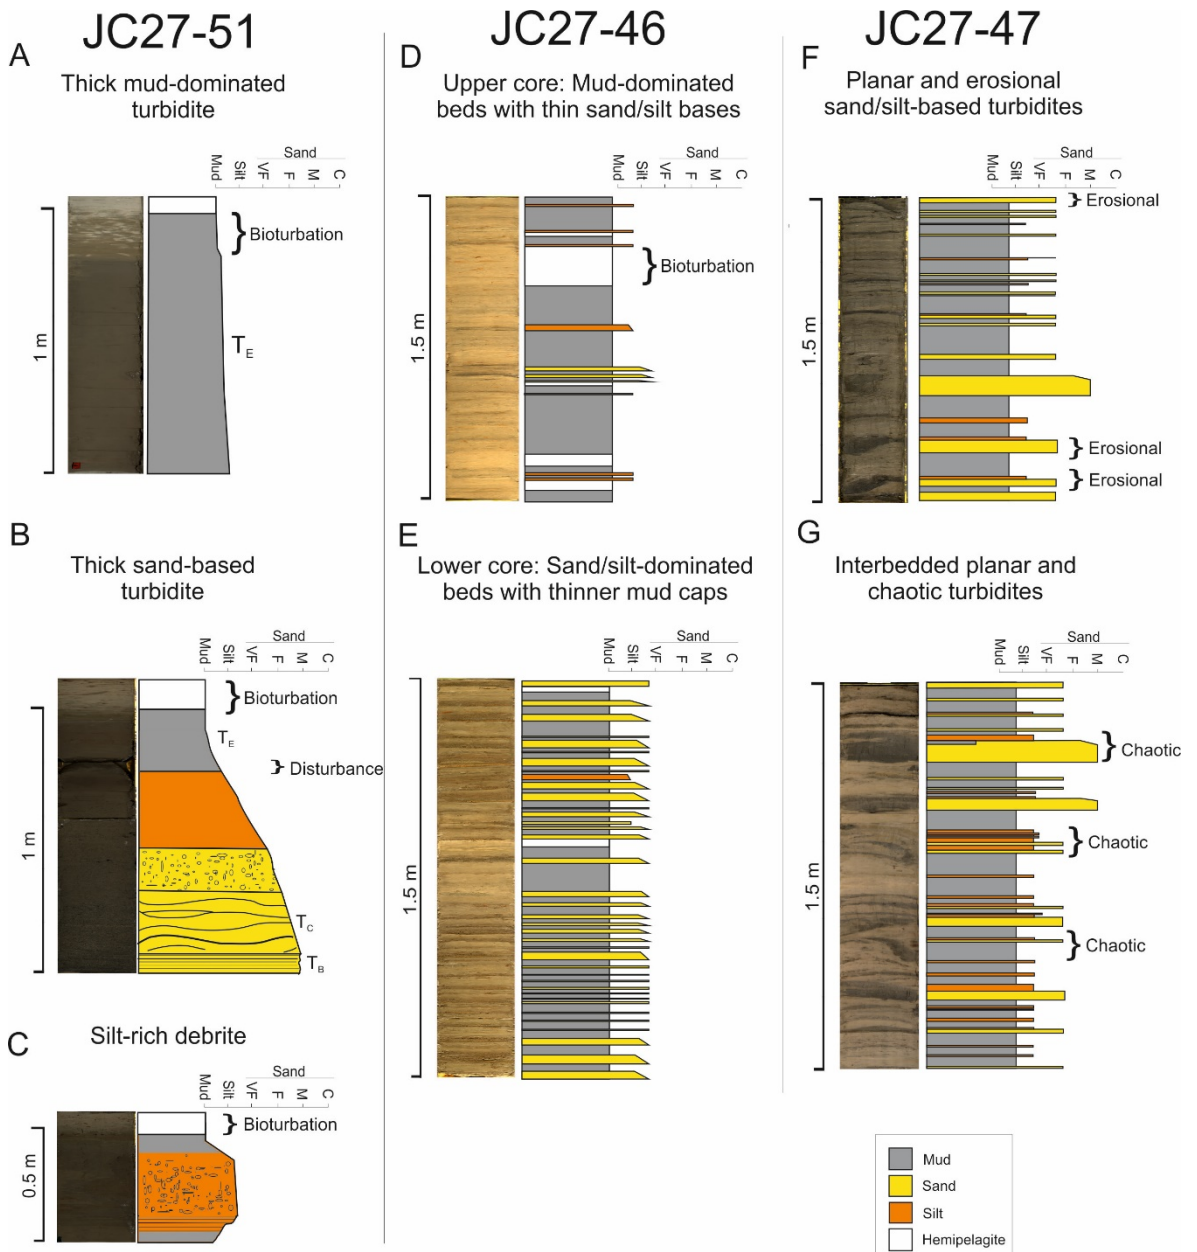 JC27-51
A
Thick mud-dominated
turbidite
Sand
Mud
Silt
VF
F
M
C
Bioturbation
1 m
TE
B
Thick sand-based
turbidite
Sand
Mud
Silt
VF
F
M
C
Bioturbation
TE
Disturbance
1 m
TC
TB
C
Silt-rich debrite
Sand
Mud
Silt
VF
F
M
C
Bioturbation
0.5 m
JC27-46
D
Upper core: Mud-dominated
beds with thin sand/silt bases
Sand
Mud
Silt
VF
F
M
C
Bioturbation
1.5 m
E
Lower core: Sand/silt-dominated
beds with thinner mud caps
Sand
Mud
Silt
VF
F
M
C
1.5 m
JC27-47
F
Planar and erosional
sand/silt-based turbidites
Sand
Mud
Silt
VF
F
M
C
Erosional
1.5 m
Erosional
Erosional
G
Interbedded planar and
chaotic turbidites
Sand
Mud
Silt
VF
F
M
C
Chaotic
Chaotic
1.5 m
Chaotic
Mud
Sand
Silt
Hemipelagite